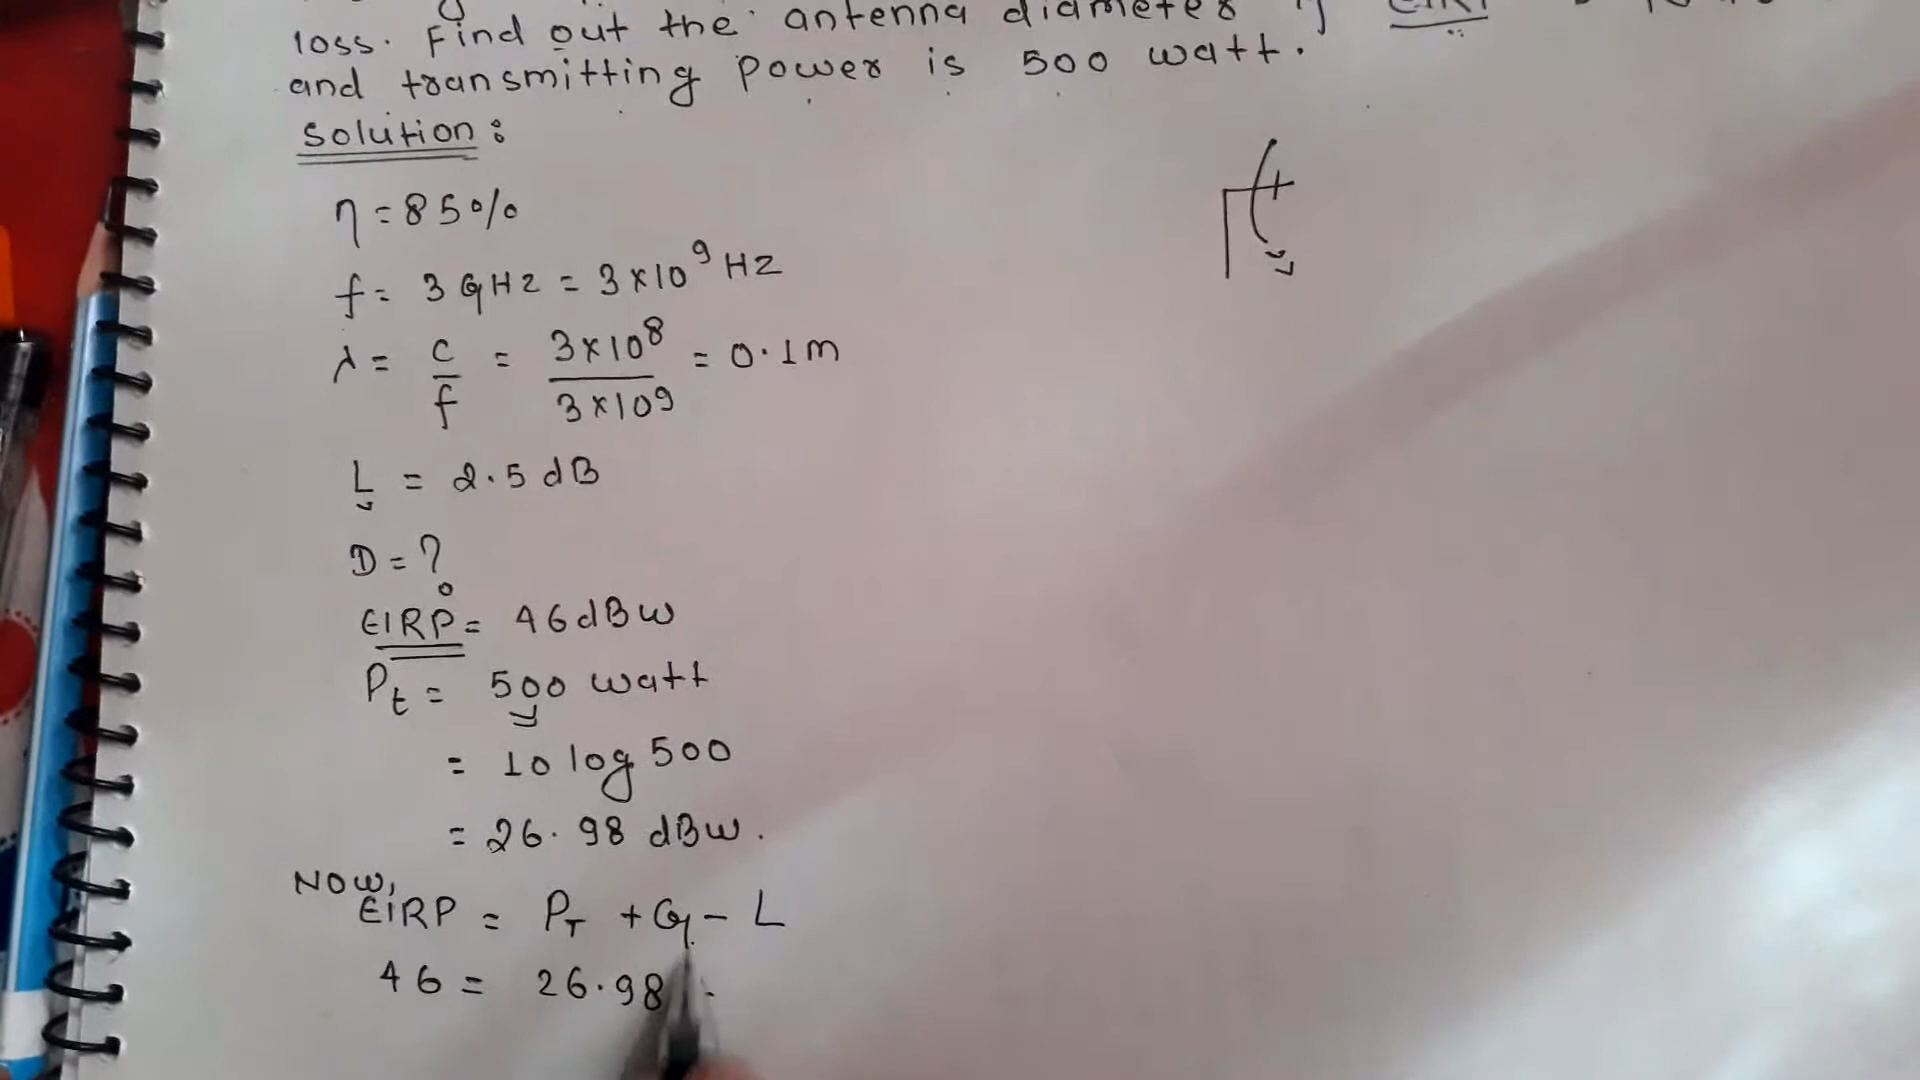 loss. Find out the antenna diameter if EIRP
and transmitting power is 500 watt.
Solution:
η = 85%
f = 3 GHz = 3×10⁹ Hz
λ = c/f = 3×10⁸/3×10⁹ = 0.1m
L = 2.5 dB
D = ?
EIRP = 46 dBw
Pt = 500 watt
= 10 log 500
= 26.98 dBw.
NOW,
EIRP = PT + G - L
46 = 26.98